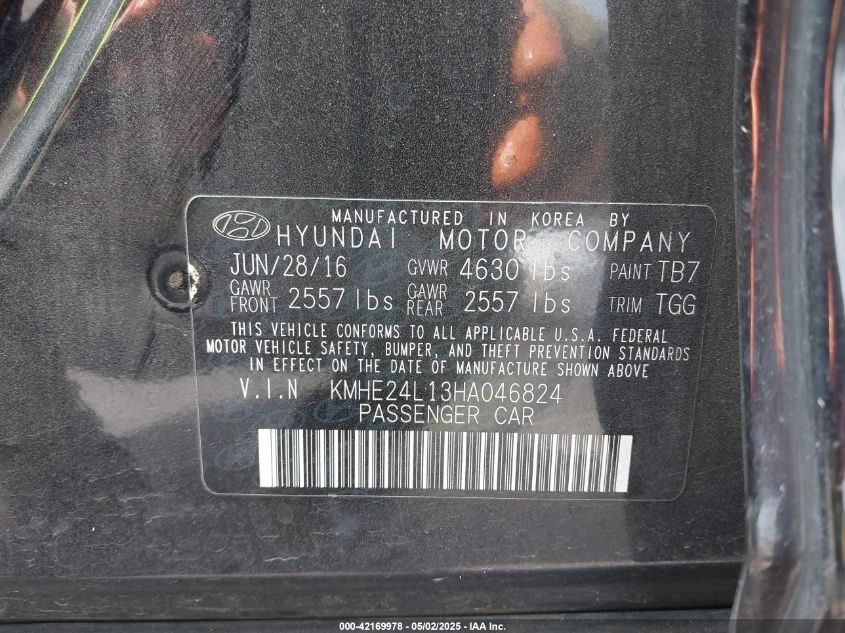 MANUFACTURED IN KOREA BY
HYUNDAI MOTOR COMPANY
JUN/28/16 GVWR 4630 lbs PAINT TB7
GAWR FRONT 2557 lbs GAWR REAR 2557 lbs TRIM TGG
THIS VEHICLE CONFORMS TO ALL APPLICABLE U.S.A. FEDERAL
MOTOR VEHICLE SAFETY, BUMPER, AND THEFT PREVENTION STANDARDS
IN EFFECT ON THE DATE OF MANUFACTURE SHOWN ABOVE
V.I.N KMHE24L13HA046824
PASSENGER CAR
000-42169978 - 05/02/2025 - IAA Inc.